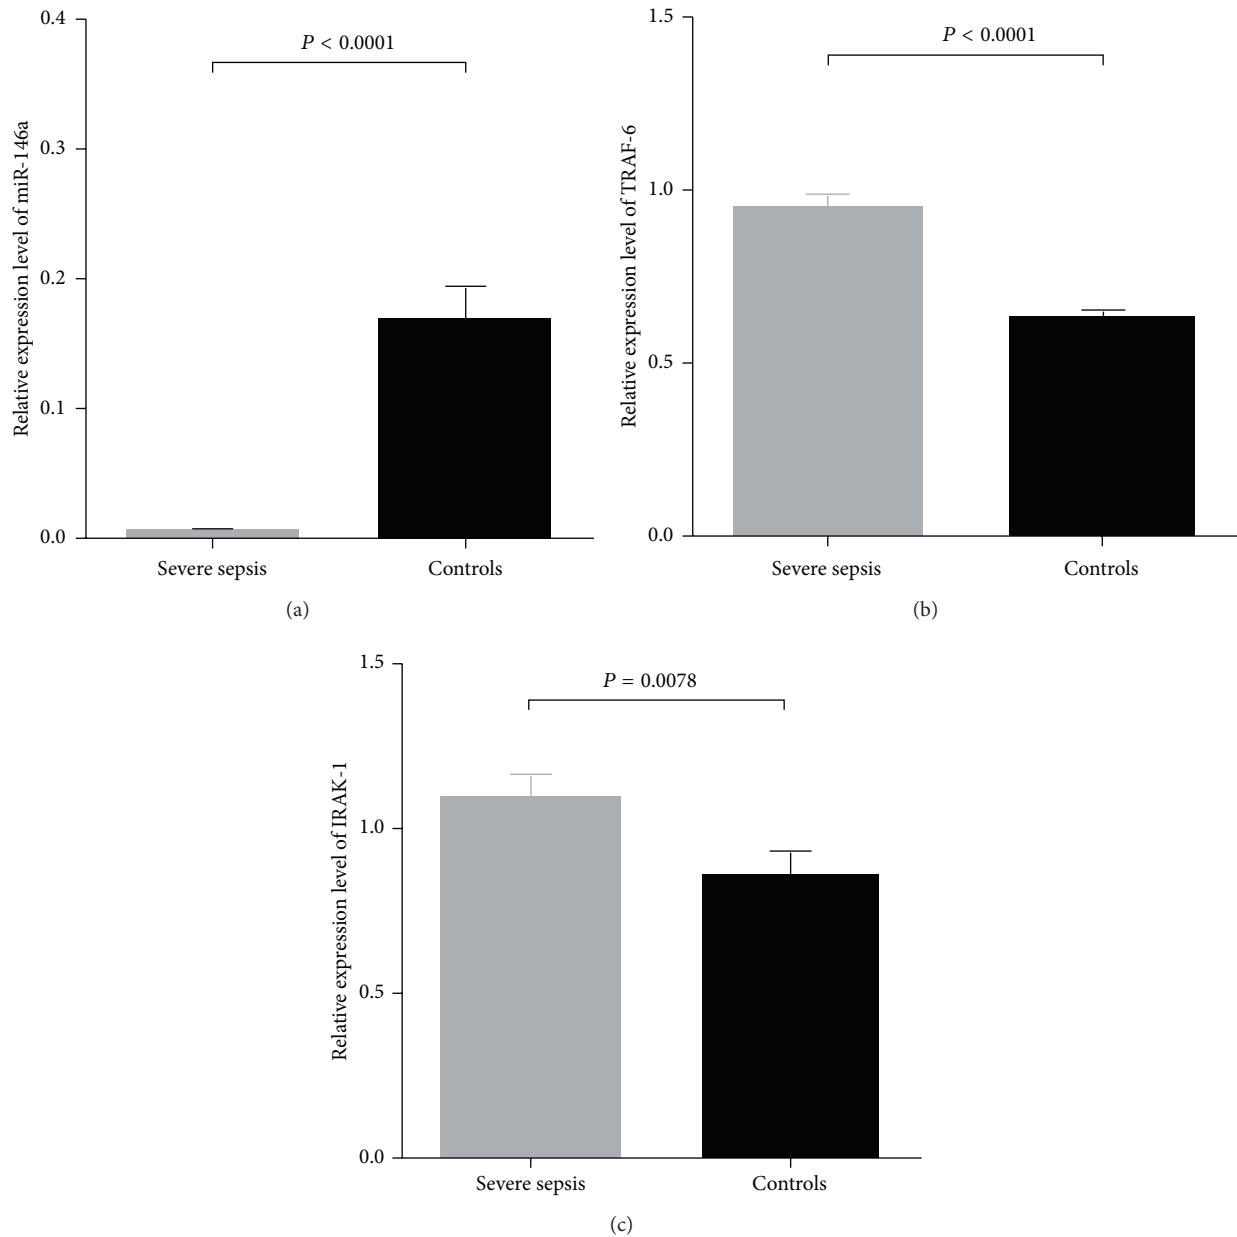 0.4
P < 0.0001
0.3
0.2
0.1
0.0
Relative expression level of miR-146a
Severe sepsis
Controls
(a)
1.5
P < 0.0001
1.0
0.5
0.0
Relative expression level of TRAF-6
Severe sepsis
Controls
(b)
1.5
P = 0.0078
1.0
0.5
0.0
Relative expression level of IRAK-1
Severe sepsis
Controls
(c)